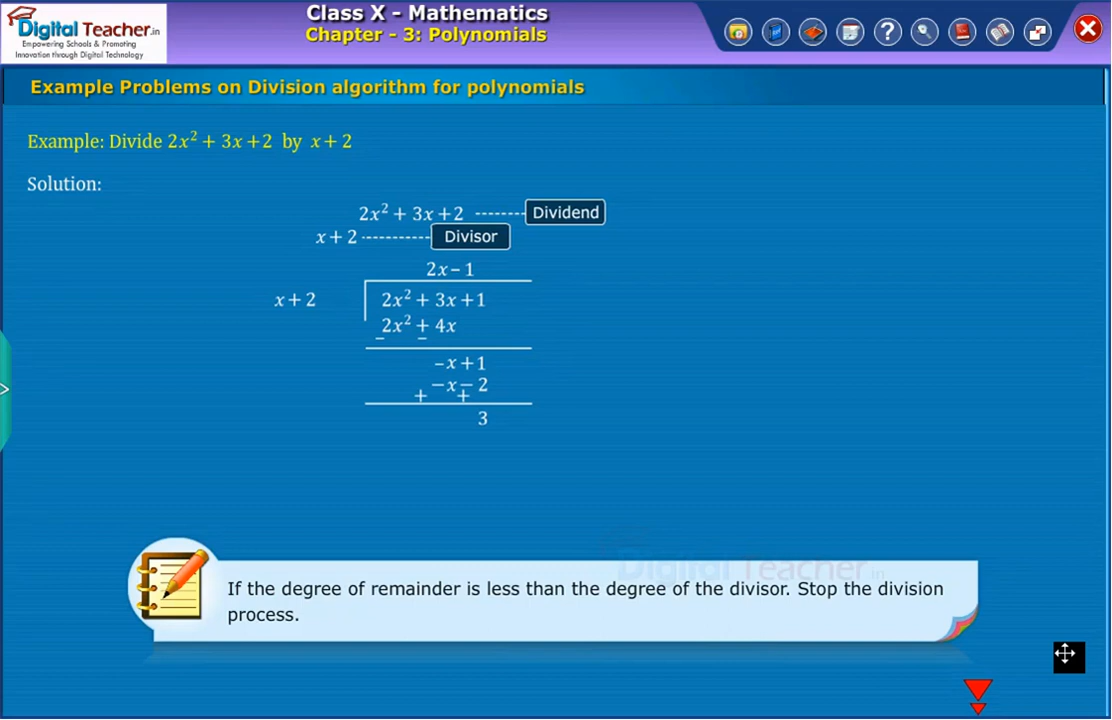 Digital Teacher.in
Empowering Schools & Promoting
Innovation through Digital Technology
Class X - Mathematics
Chapter - 3: Polynomials
?
Example Problems on Division algorithm for polynomials
Example: Divide 2x² + 3x + 2 by x + 2
Solution:
2x² + 3x + 2 -------- Dividend
x + 2 ----------- Divisor
2x − 1
x + 2 2x² + 3x + 1
2x² + 4x
− −
−x + 1
−x − 2
+ +
3
Digital Teacher.in
If the degree of remainder is less than the degree of the divisor. Stop the division
process.